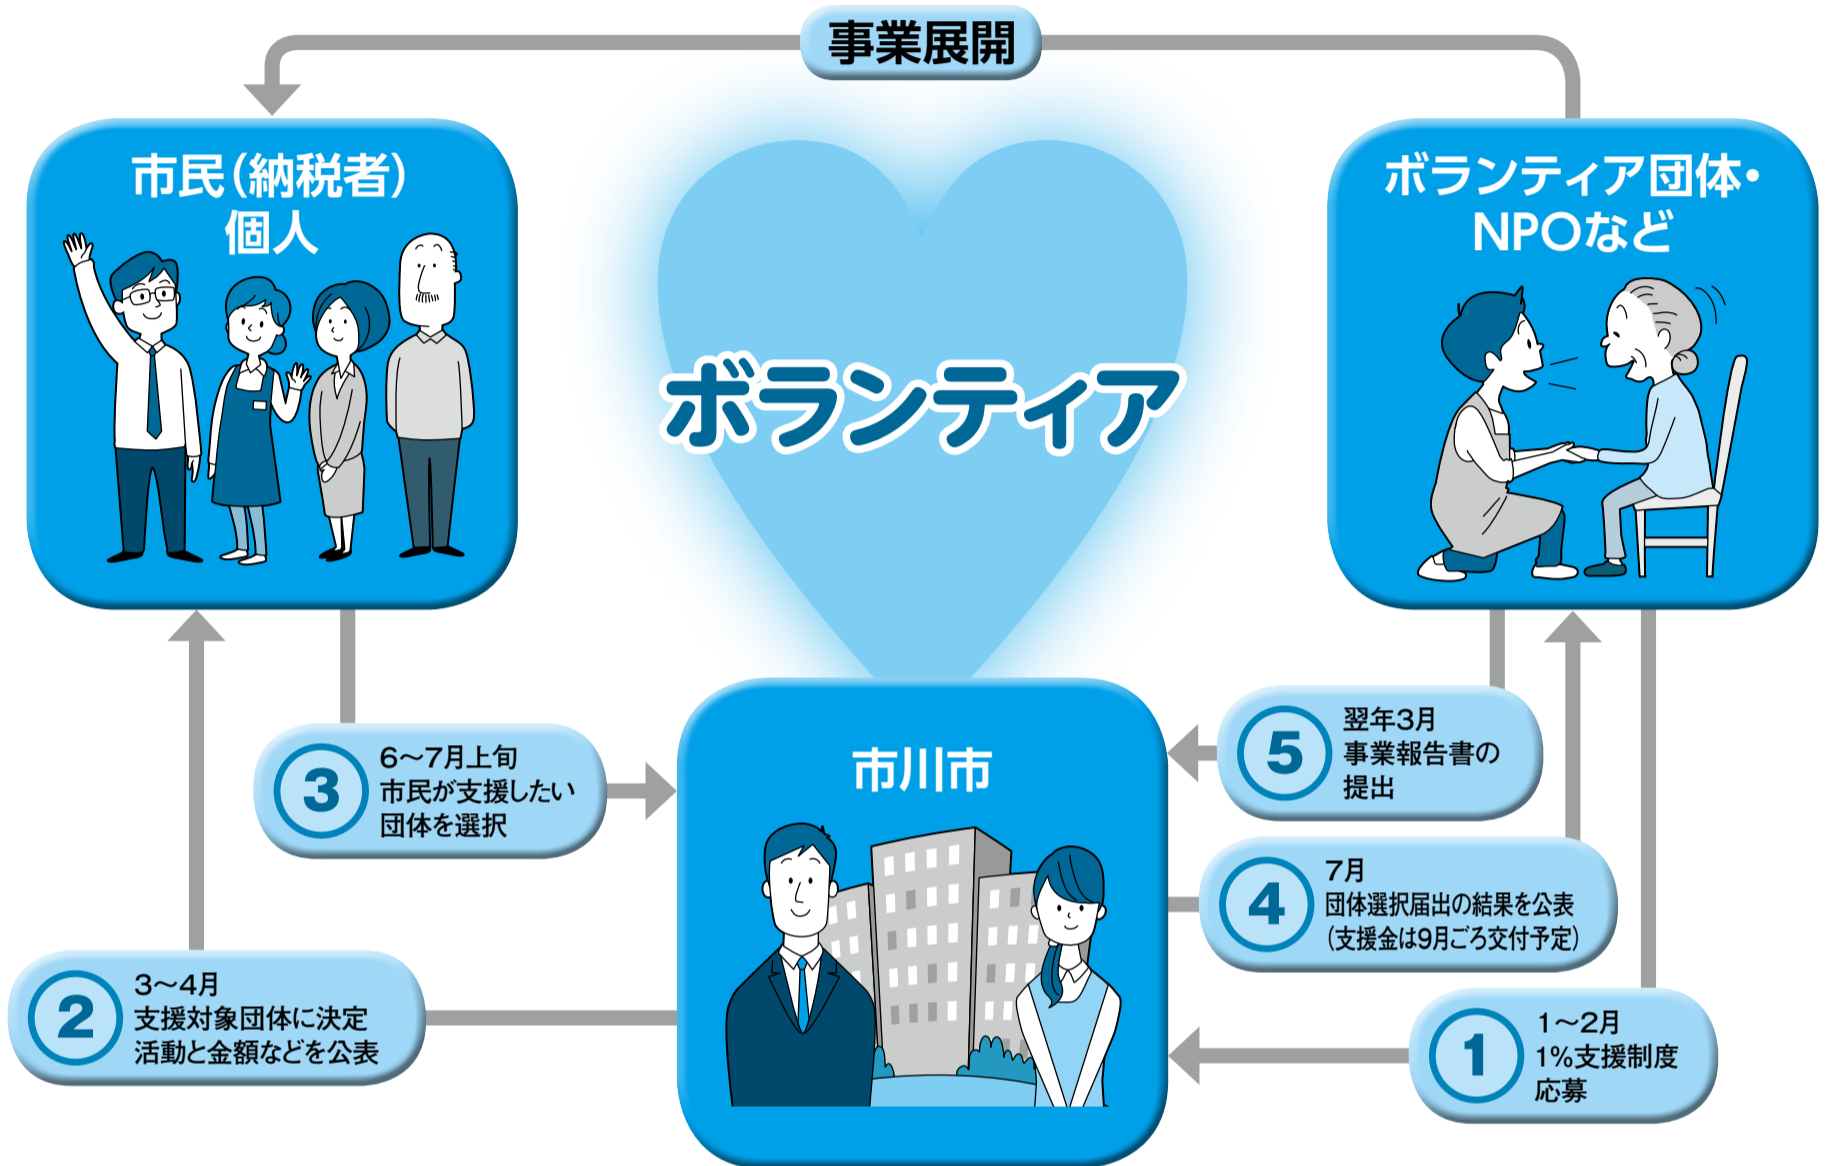 事業展開
市民（納税者）
個人
ボランティア団体・
NPOなど
ボランティア
市川市
1
1～2月
1%支援制度
応募
2
3～4月
支援対象団体に決定
活動と金額などを公表
3
6～7月上旬
市民が支援したい
団体を選択
4
7月
団体選択届出の結果を公表
（支援金は9月ごろ交付予定）
5
翌年3月
事業報告書の
提出